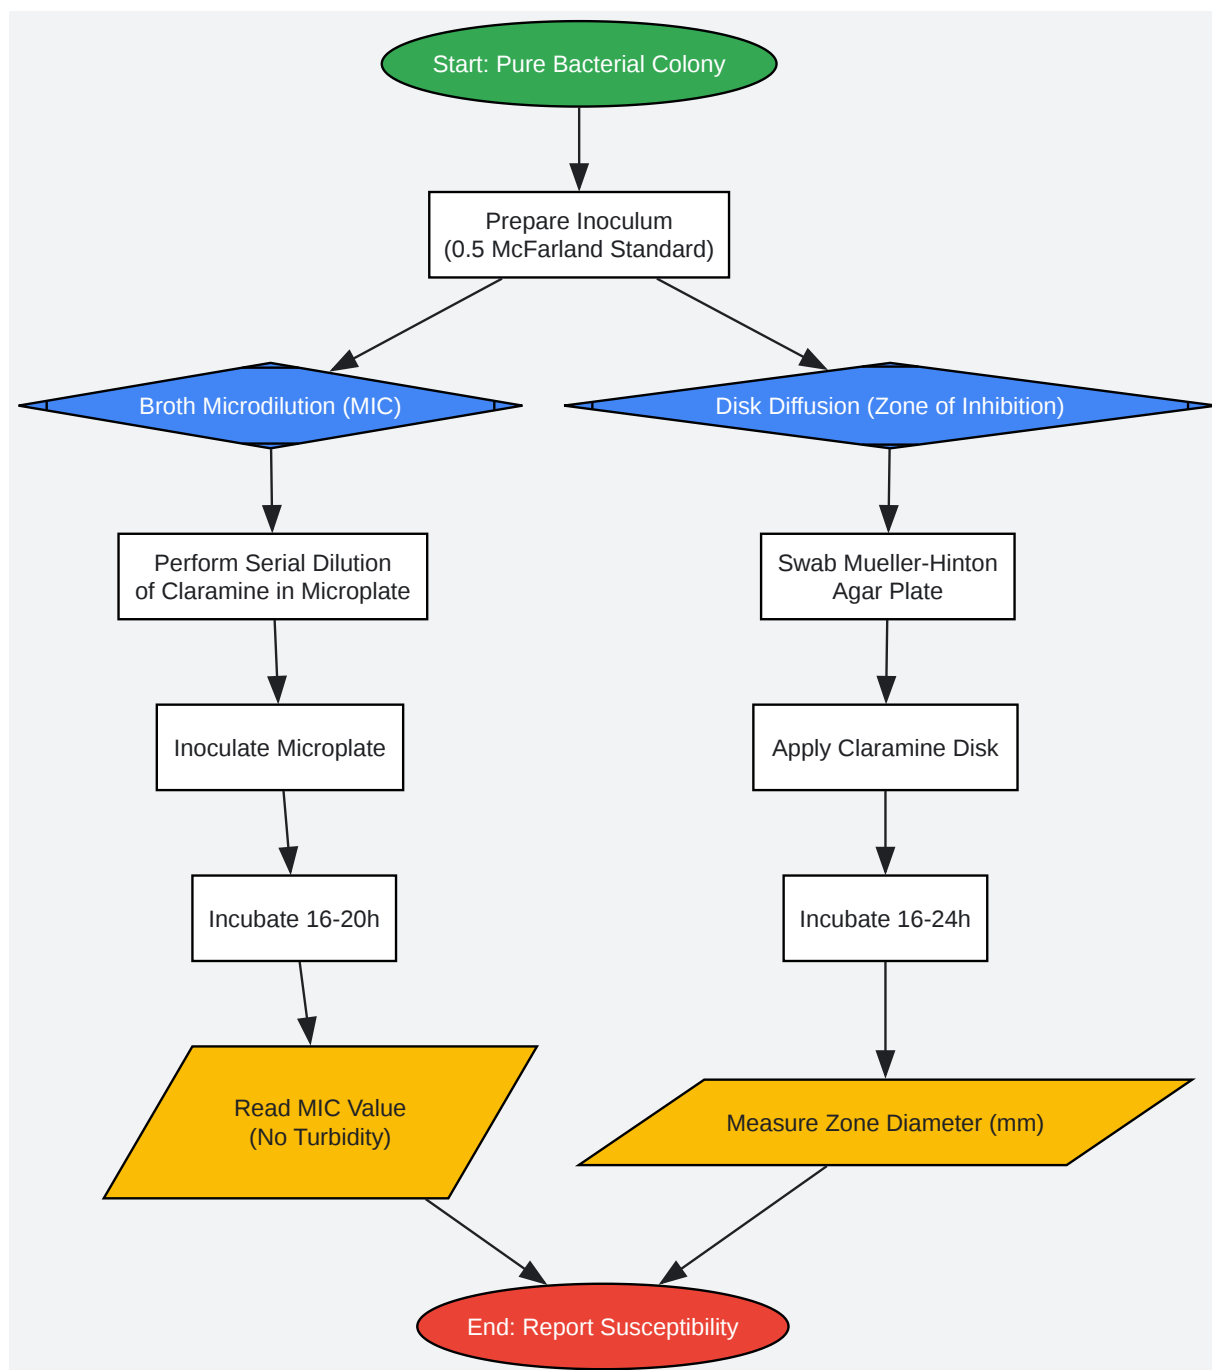 Start: Pure Bacterial Colony
Prepare Inoculum
(0.5 McFarland Standard)
Broth Microdilution (MIC)
Disk Diffusion (Zone of Inhibition)
Perform Serial Dilution
of Claramine in Microplate
Swab Mueller-Hinton
Agar Plate
Inoculate Microplate
Apply Claramine Disk
Incubate 16-20h
Incubate 16-24h
Read MIC Value
(No Turbidity)
Measure Zone Diameter (mm)
End: Report Susceptibility